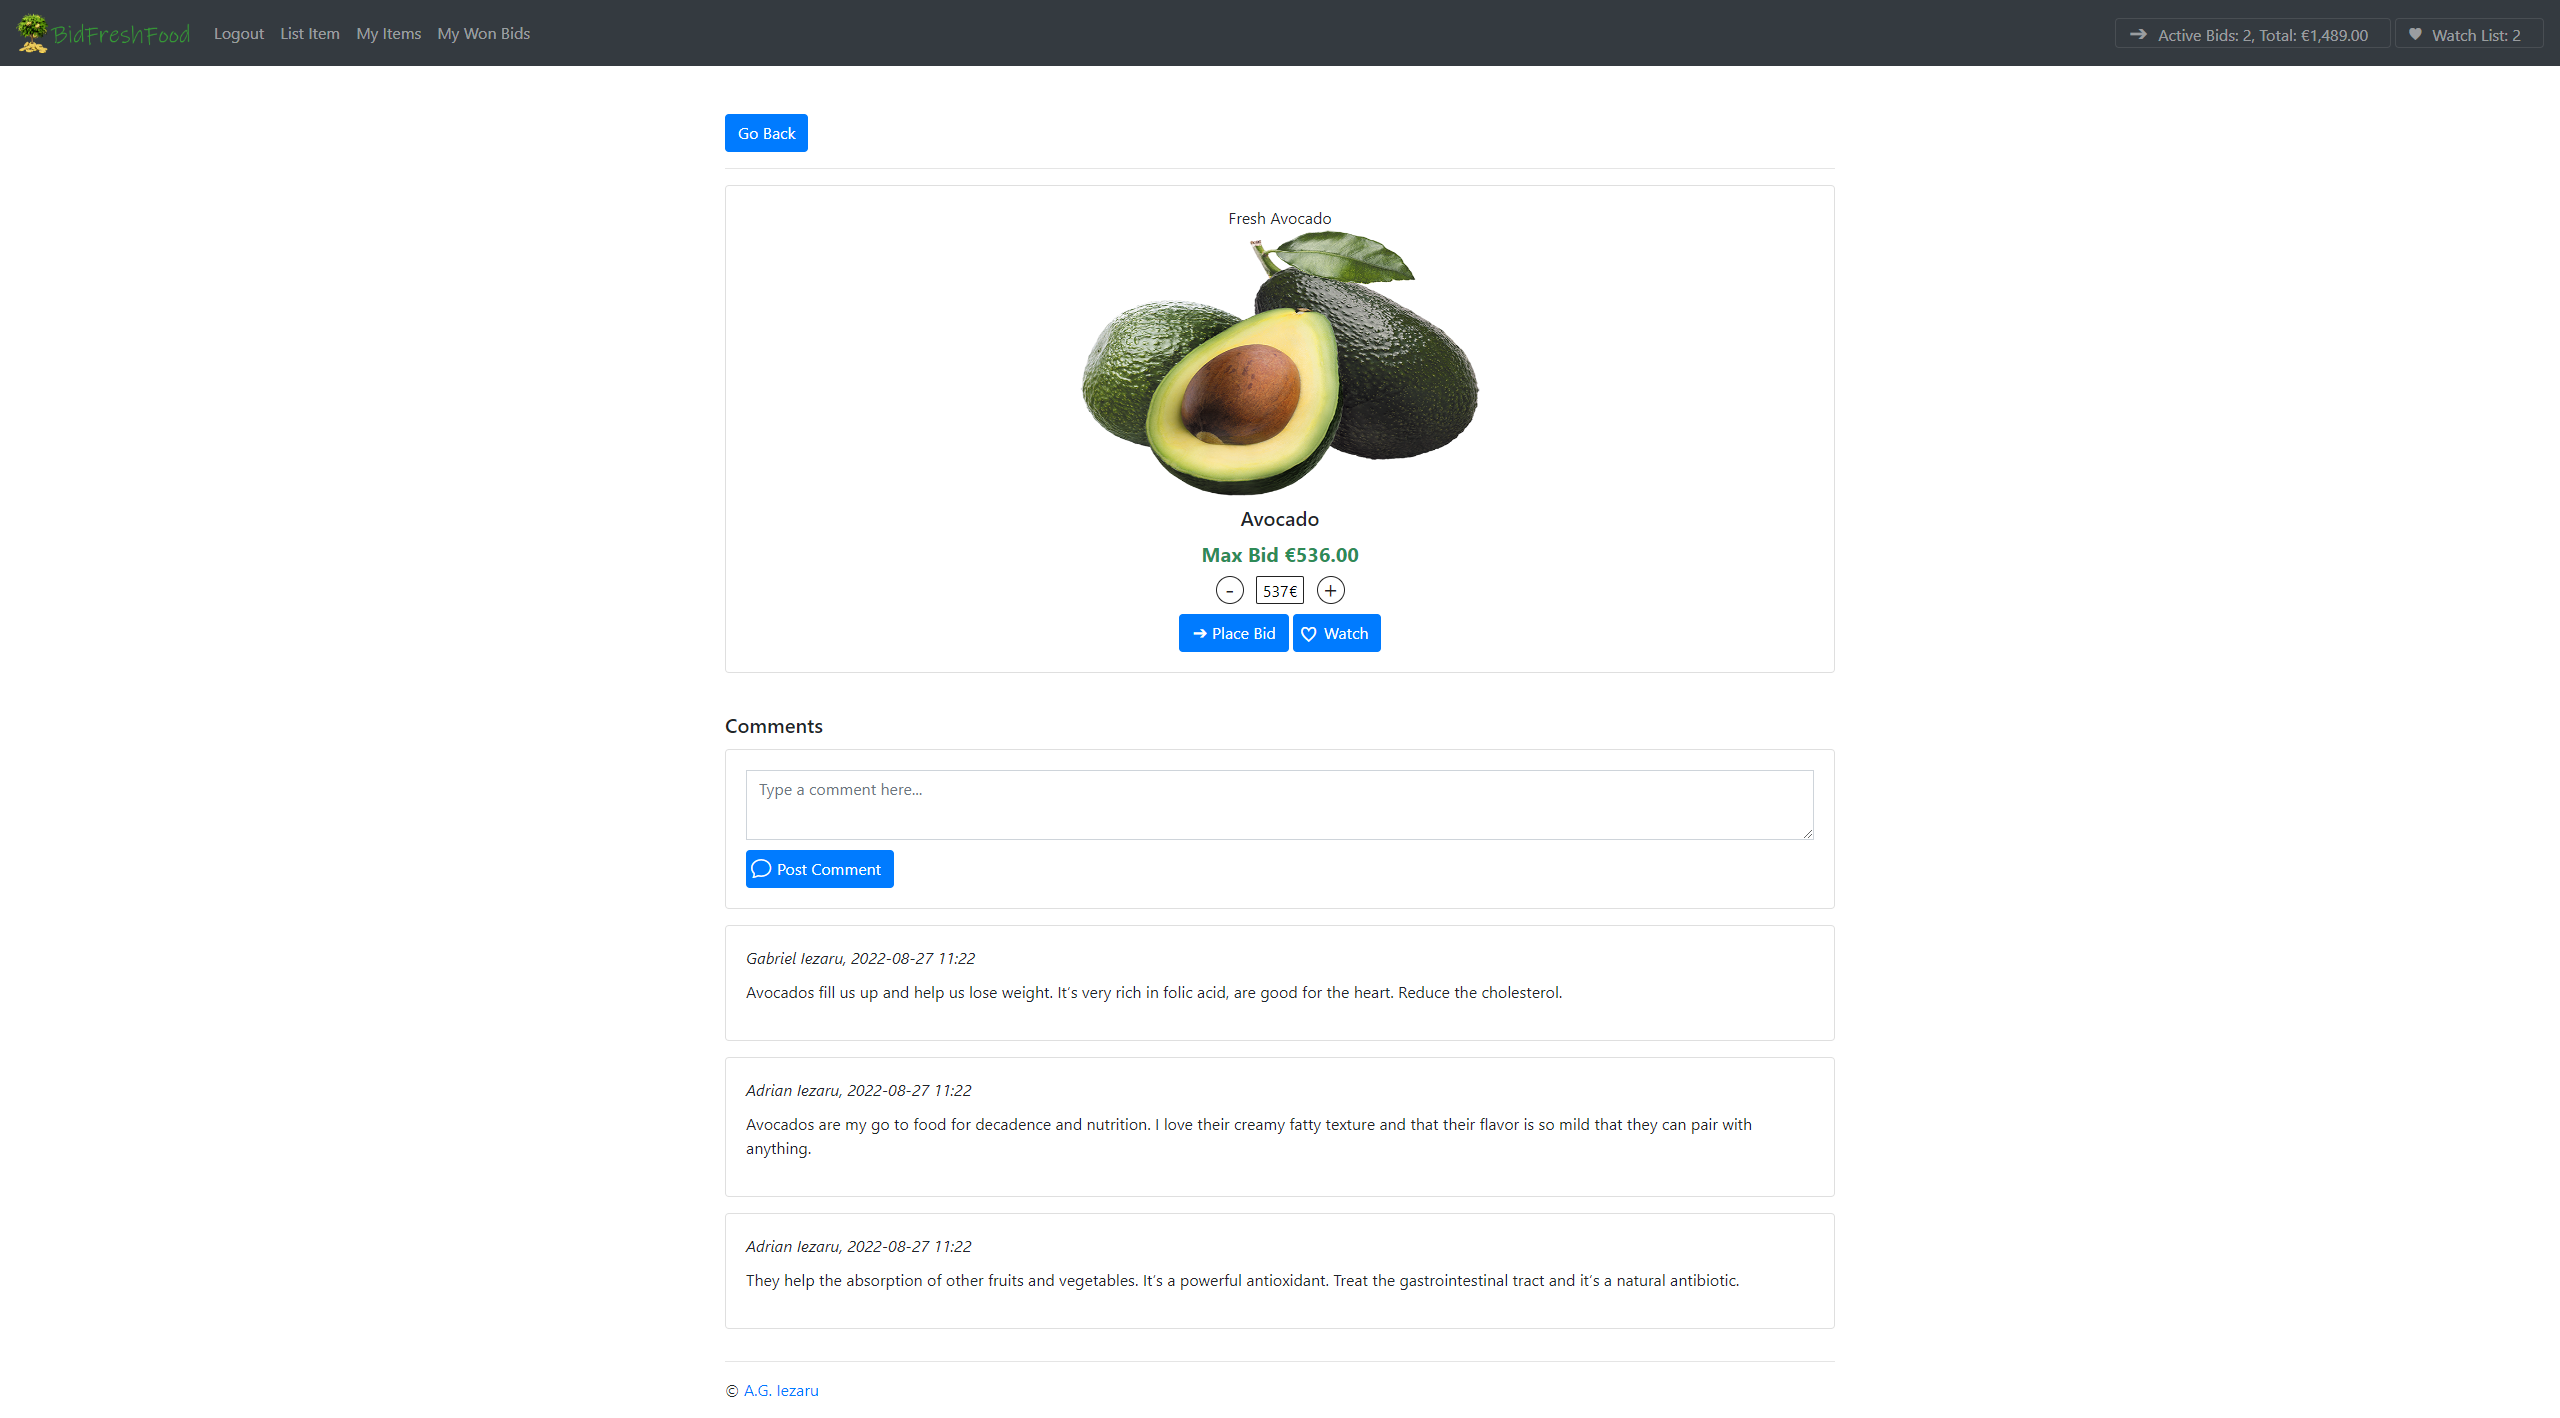 BidFreshFood Logout List Item My Items My Won Bids ➔ Active Bids: 2, Total: €1,489.00 ♥ Watch List: 2
Go Back
Fresh Avocado
Avocado
Max Bid €536.00
- 537€ +
➔ Place Bid ♡ Watch
Comments
Type a comment here...
Post Comment
Gabriel Iezaru, 2022-08-27 11:22
Avocados fill us up and help us lose weight. It's very rich in folic acid, are good for the heart. Reduce the cholesterol.
Adrian Iezaru, 2022-08-27 11:22
Avocados are my go to food for decadence and nutrition. I love their creamy fatty texture and that their flavor is so mild that they can pair with
anything.
Adrian Iezaru, 2022-08-27 11:22
They help the absorption of other fruits and vegetables. It's a powerful antioxidant. Treat the gastrointestinal tract and it's a natural antibiotic.
© A.G. Iezaru